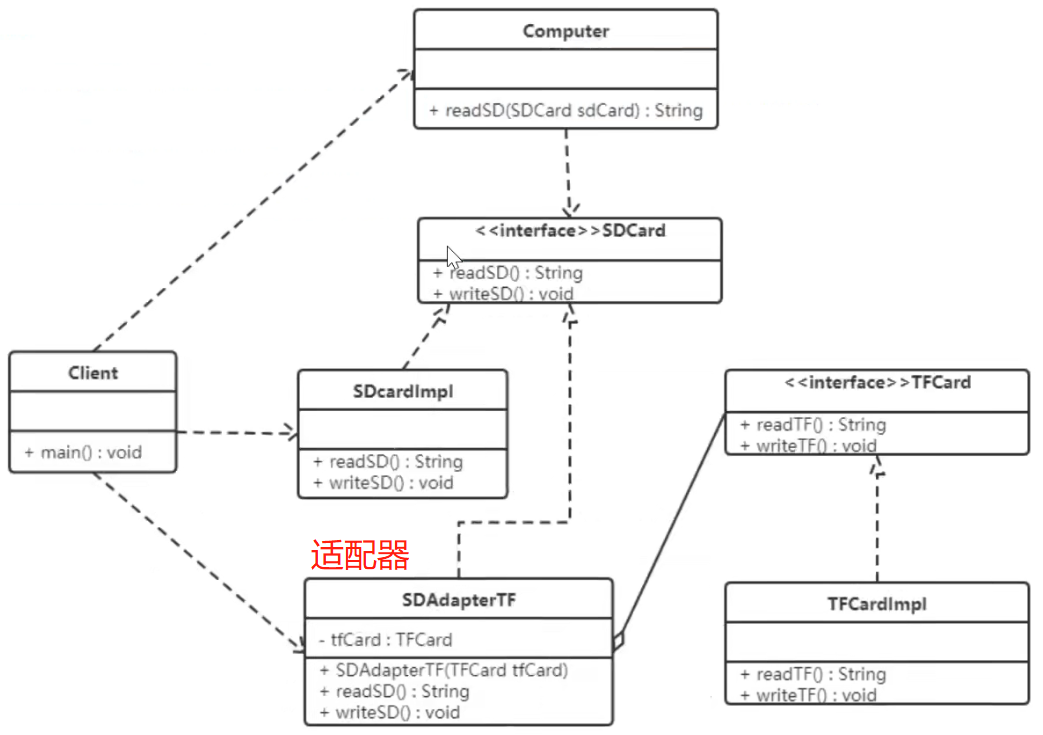 Computer
+ readSD(SDCard sdCard) : String
<<interface>>SDCard
+ readSD() : String
+ writeSD() : void
Client
+ main() : void
SDcardImpl
+ readSD() : String
+ writeSD() : void
<<interface>>TFCard
+ readTF() : String
+ writeTF() : void
适配器
SDAdapterTF
- tfCard : TFCard
+ SDAdapterTF(TFCard tfCard)
+ readSD() : String
+ writeSD() : void
TFCardImpl
+ readTF() : String
+ writeTF() : void